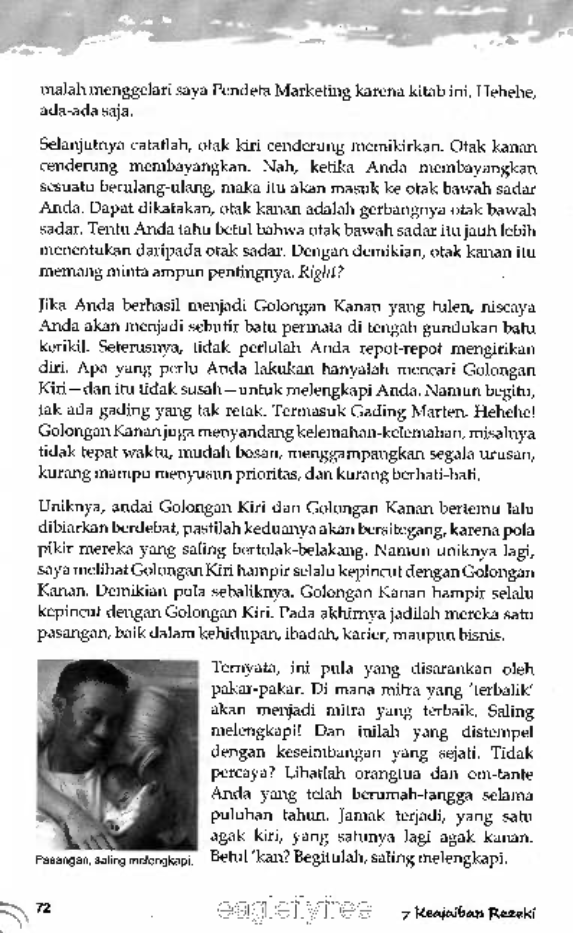 malah menggelari saya Pendeta Marketing karena kitab ini. Hehehe,
ada-ada saja.
Selanjutnya catatlah, otak kiri cenderung memikirkan. Otak kanan
cenderung membayangkan. Nah, ketika Anda membayangkan
sesuatu berulang-ulang, maka itu akan masuk ke otak bawah sadar
Anda. Dapat dikatakan, otak kanan adalah gerbangnya otak bawah
sadar. Tentu Anda tahu betul bahwa otak bawah sadar itu jauh lebih
menentukan daripada otak sadar. Dengan demikian, otak kanan itu
memang minta ampun pentingnya. Right?
Jika Anda berhasil menjadi Golongan Kanan yang tulen, niscaya
Anda akan menjadi sebutir batu permata di tengah gundukan batu
kerikil. Seterusnya, tidak perlulah Anda repot-repot mengirikan
diri. Apa yang perlu Anda lakukan hanyalah mencari Golongan
Kiri—dan itu tidak susah—untuk melengkapi Anda. Namun begitu,
tak ada gading yang tak retak. Termasuk Gading Marten. Hehehe!
Golongan Kanan juga menyandang kelemahan-kelemahan, misalnya
tidak tepat waktu, mudah bosan, menggampangkan segala urusan,
kurang mampu menyusun prioritas, dan kurang berhati-hati.
Uniknya, andai Golongan Kiri dan Golongan Kanan bertemu lalu
dibiarkan berdebat, pastilah keduanya akan bersitegang, karena pola
pikir mereka yang saling bertolak-belakang. Namun uniknya lagi,
saya melihat Golongan Kiri hampir selalu kepincut dengan Golongan
Kanan. Demikian pula sebaliknya. Golongan Kanan hampir selalu
kepincut dengan Golongan Kiri. Pada akhirnya jadilah mereka satu
pasangan, baik dalam kehidupan, ibadah, karier, maupun bisnis.
Ternyata, ini pula yang disarankan oleh
pakar-pakar. Di mana mitra yang 'terbalik'
akan menjadi mitra yang terbaik. Saling
melengkapi! Dan inilah yang distempel
dengan keseimbangan yang sejati. Tidak
percaya? Lihatlah orangtua dan om-tante
Anda yang telah berumah-tangga selama
puluhan tahun. Jamak terjadi, yang satu
agak kiri, yang satunya lagi agak kanan.
Betul 'kan? Begitulah, saling melengkapi.
Pasangan, saling melengkapi.
72
eagleflyfree
7 Keajaiban Rezeki